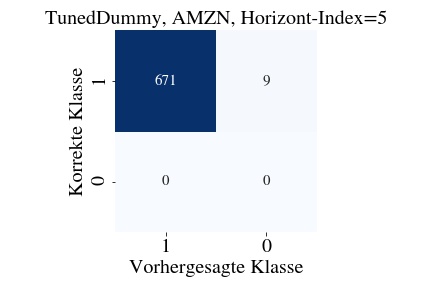 TunedDummy, AMZN, Horizont-Index=5
Korrekte Klasse
1
671
9
0
0
0
1
0
Vorhergesagte Klasse